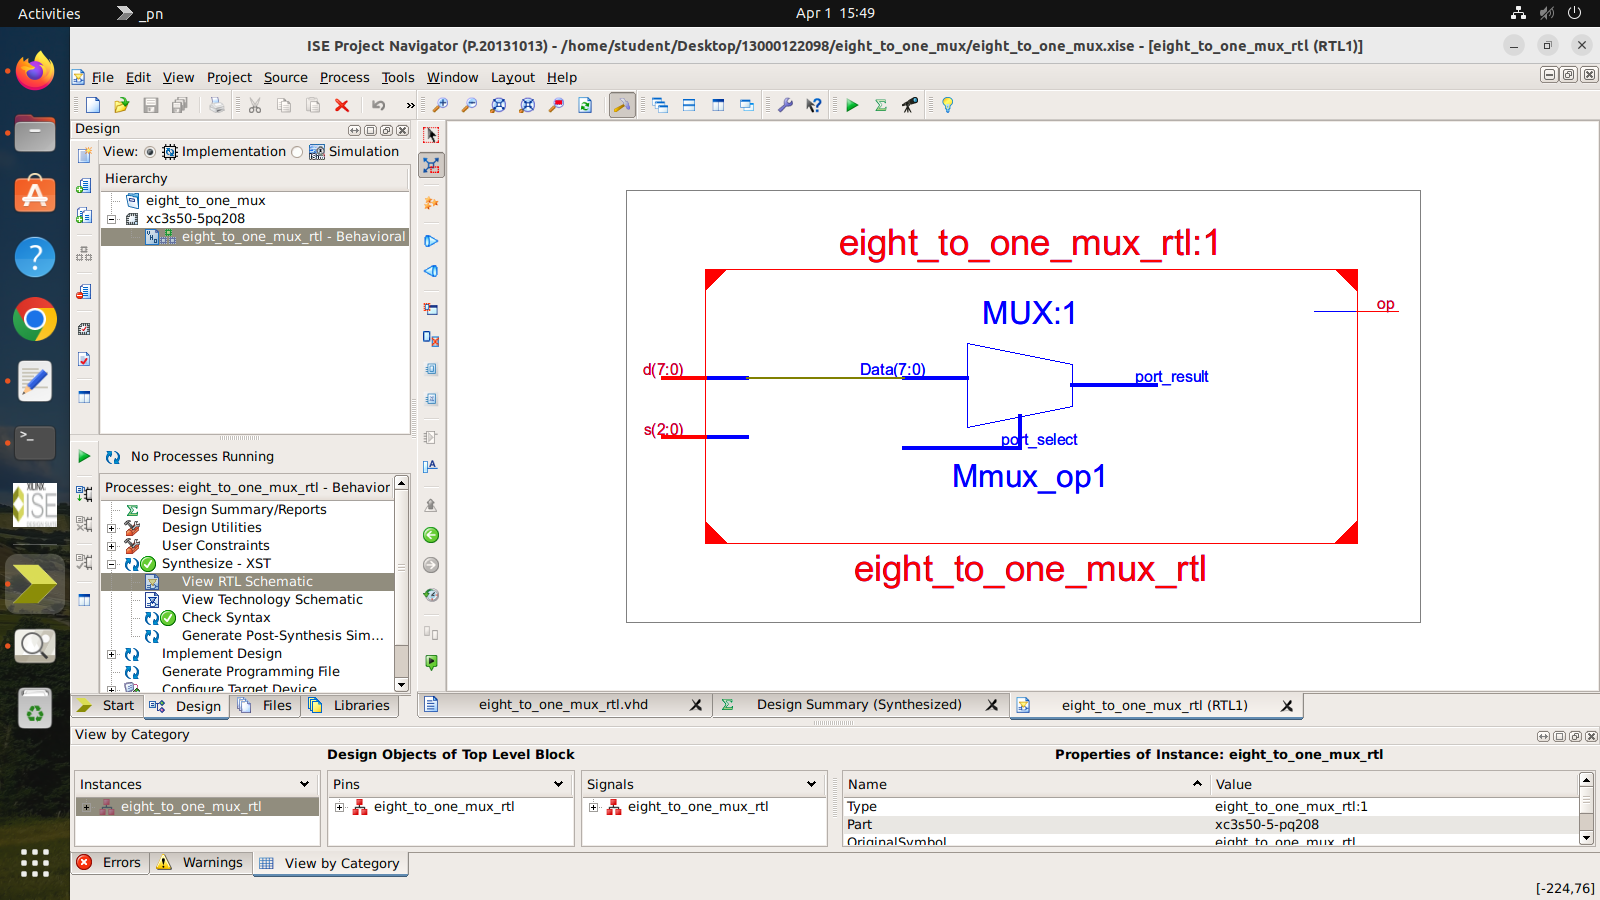 Activities
_pn
Apr 1 15:49
ISE Project Navigator (P.20131013) - /home/student/Desktop/13000122098/eight_to_one_mux/eight_to_one_mux.xise - [eight_to_one_mux_rtl (RTL1)]
File Edit View Project Source Process Tools Window Layout Help
Design
View: Implementation Simulation
Hierarchy
eight_to_one_mux
xc3s50-5pq208
eight_to_one_mux_rtl - Behavioral
No Processes Running
Processes: eight_to_one_mux_rtl - Behavior
Design Summary/Reports
Design Utilities
User Constraints
Synthesize - XST
View RTL Schematic
View Technology Schematic
Check Syntax
Generate Post-Synthesis Sim...
Implement Design
Generate Programming File
Configure Target Device
Start Design Files Libraries
eight_to_one_mux_rtl:1
MUX:1
op
d(7:0)
Data(7:0)
port_result
s(2:0)
port_select
Mmux_op1
eight_to_one_mux_rtl
eight_to_one_mux_rtl.vhd
Design Summary (Synthesized)
eight_to_one_mux_rtl (RTL1)
View by Category
Design Objects of Top Level Block
Properties of Instance: eight_to_one_mux_rtl
Instances
eight_to_one_mux_rtl
Pins
eight_to_one_mux_rtl
Signals
eight_to_one_mux_rtl
Name Value
Type eight_to_one_mux_rtl:1
Part xc3s50-5-pq208
OriginalSymbol eight_to_one_mux_rtl
Errors Warnings View by Category
[-224,76]
XILINX
ISE